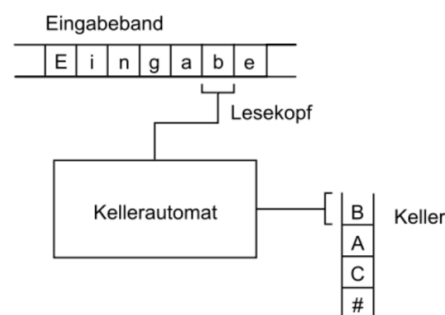 Eingabeband
E i n g a b e
Lesekopf
Kellerautomat
B
Keller
A
C
#